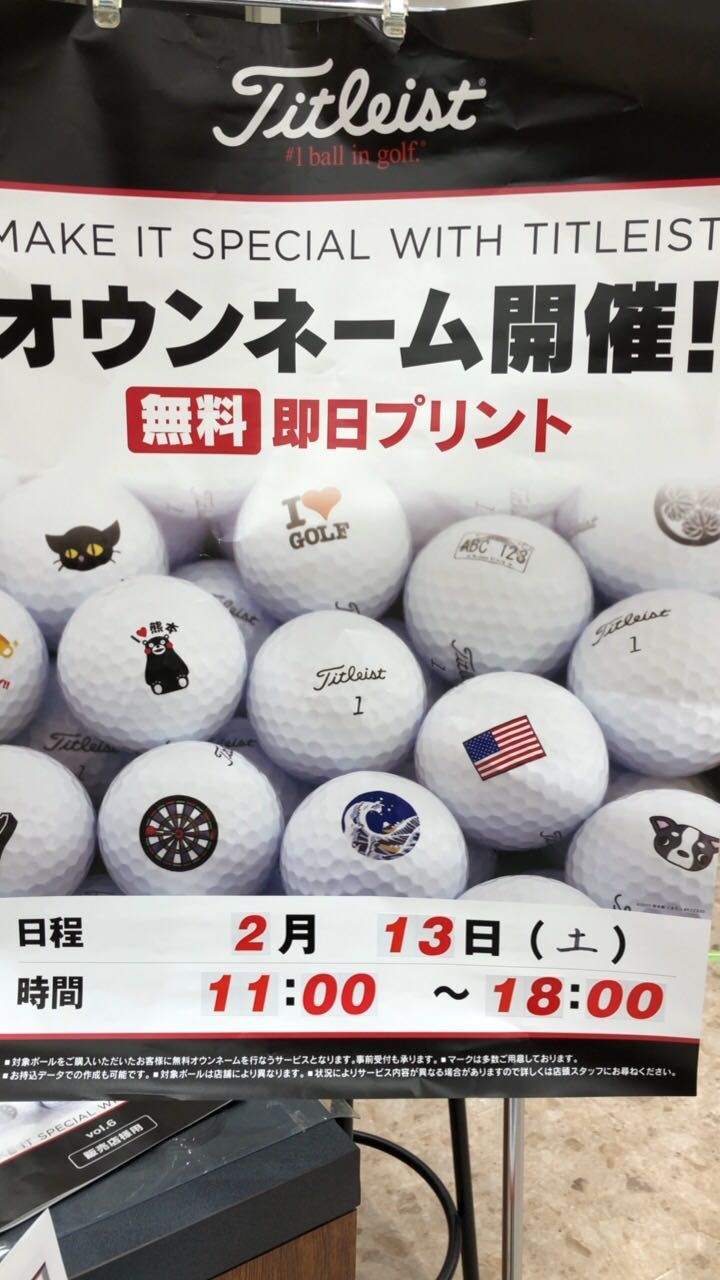 Titleist®
#1 ball in golf.®
MAKE IT SPECIAL WITH TITLEIST
オウンネーム開催!
無料 即日プリント
I ♥
GOLF
ABC 123
I♥熊本
Titleist
1
Titleist
1
Titleist
日程 2月 13日(土)
時間 11:00 ～ 18:00
■対象ボールをご購入いただいたお客様に無料オウンネームを行なうサービスとなります。事前受付も承ります。■マークは多数ご用意しております。
■お持込データでの作成も可能です。■対象ボールは店舗により異なります。■状況によりサービス内容が異なる場合がありますので詳しくは店頭スタッフにお尋ねください。
IT SPECIAL
vol.6
販売店様用